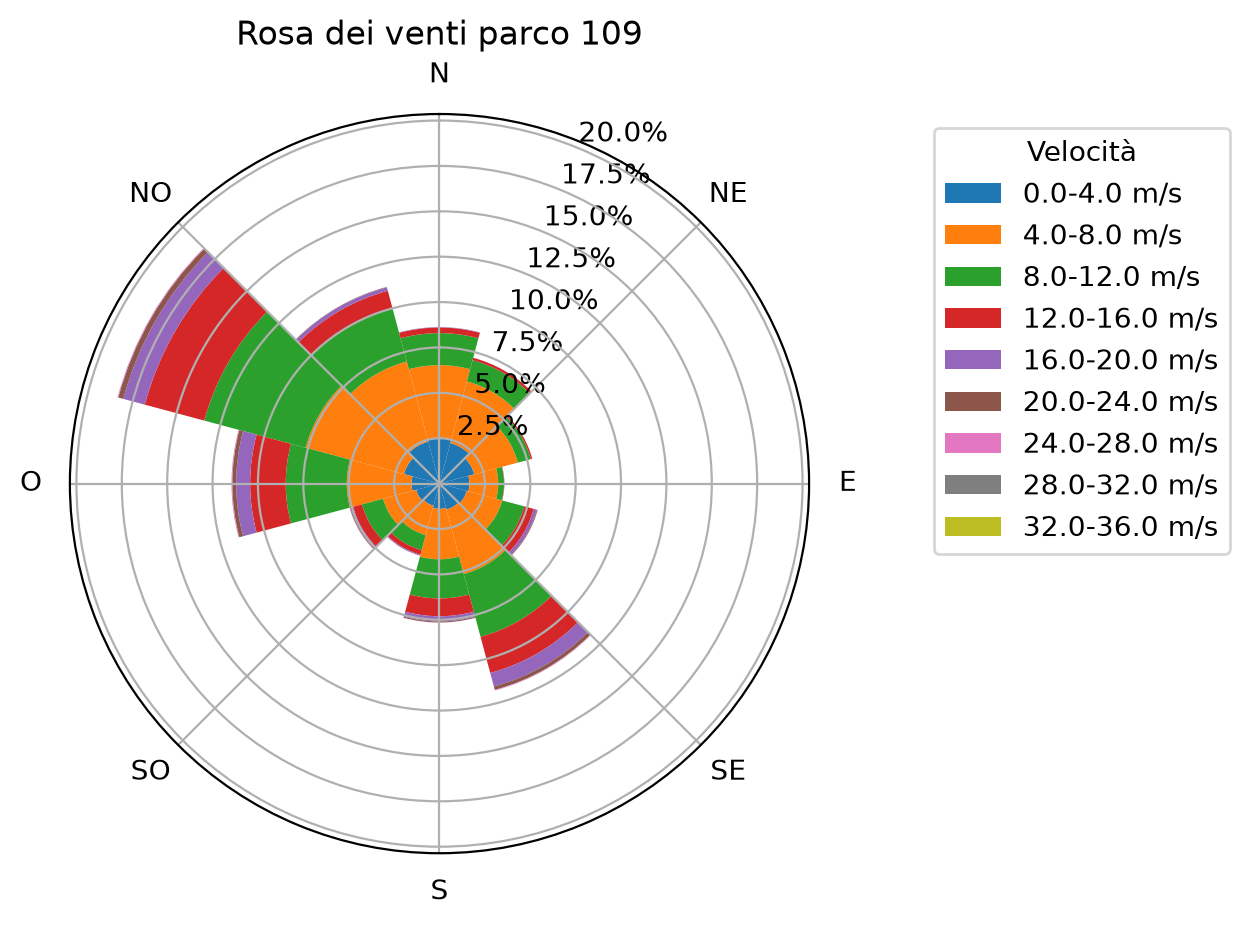 Rosa dei venti parco 109
N
20.0%
17.5%
NO
NE
15.0%
12.5%
10.0%
7.5%
5.0%
2.5%
O
E
SO
SE
S
Velocità
0.0-4.0 m/s
4.0-8.0 m/s
8.0-12.0 m/s
12.0-16.0 m/s
16.0-20.0 m/s
20.0-24.0 m/s
24.0-28.0 m/s
28.0-32.0 m/s
32.0-36.0 m/s